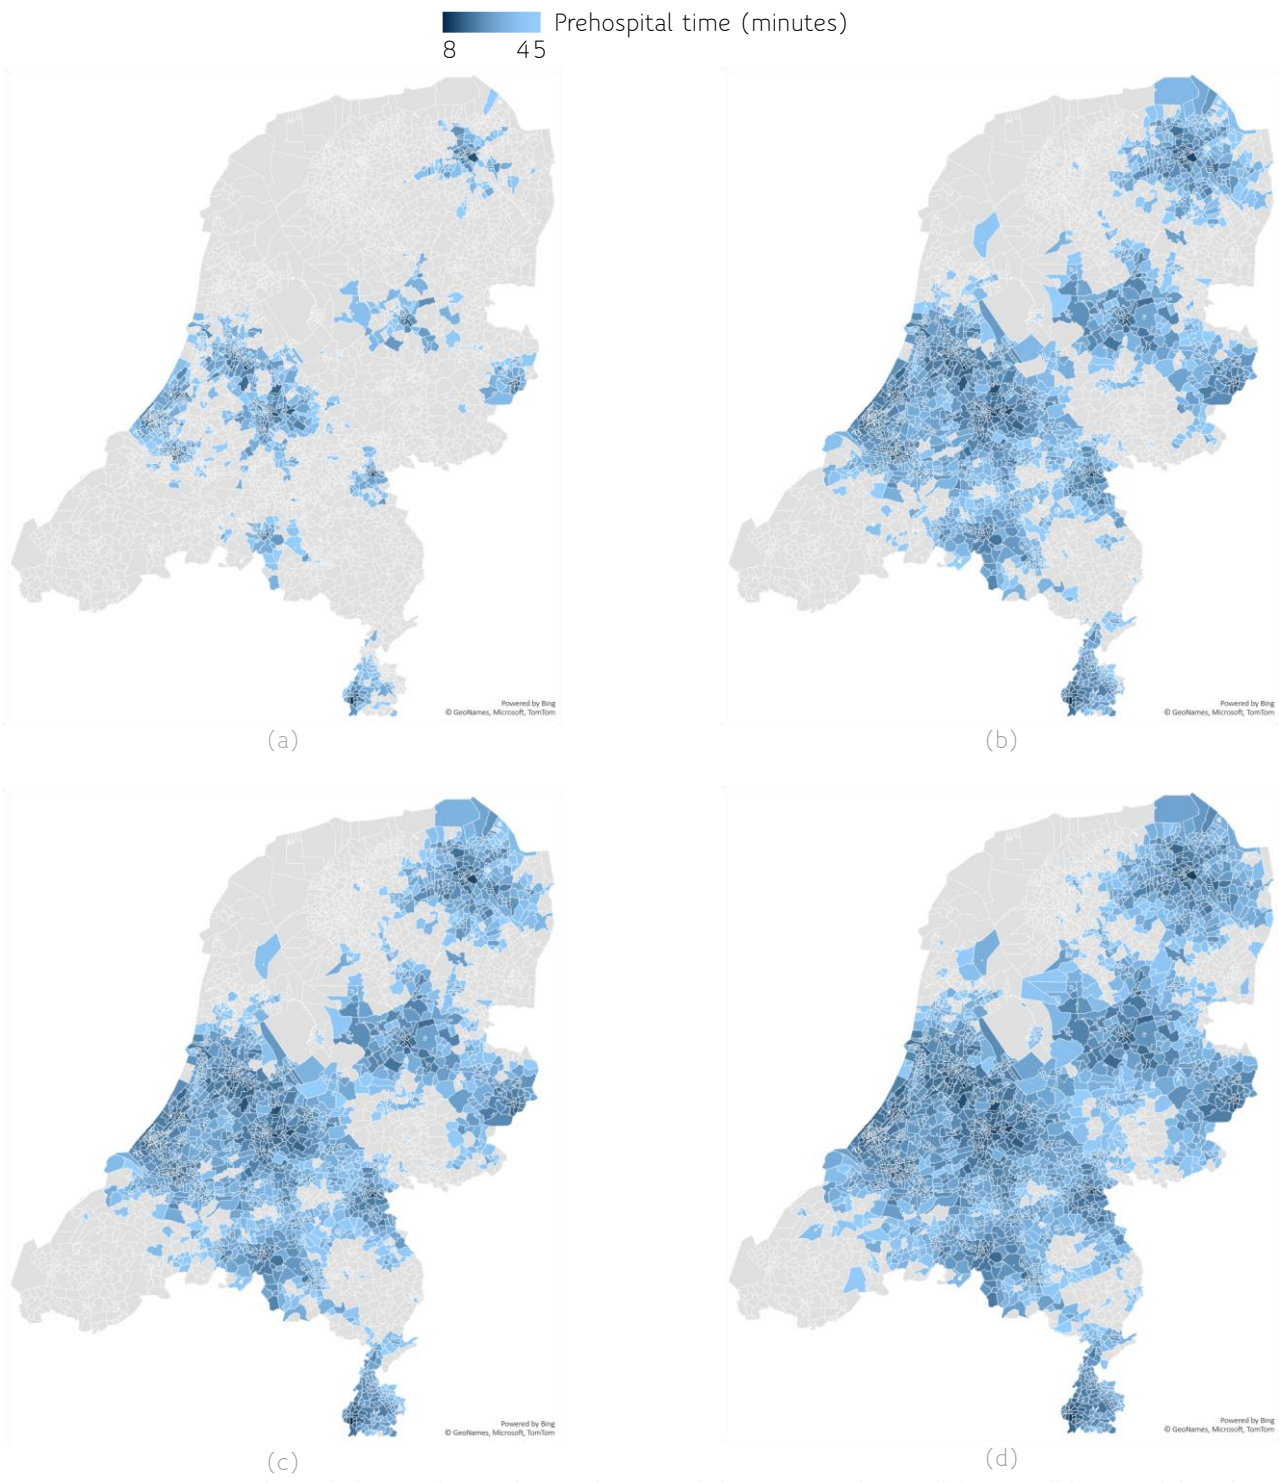 Prehospital time (minutes)
8 45
Powered by Bing
© GeoNames, Microsoft, TomTom
(a)
Powered by Bing
© GeoNames, Microsoft, TomTom
(b)
Powered by Bing
© GeoNames, Microsoft, TomTom
(c)
Powered by Bing
© GeoNames, Microsoft, TomTom
(d)